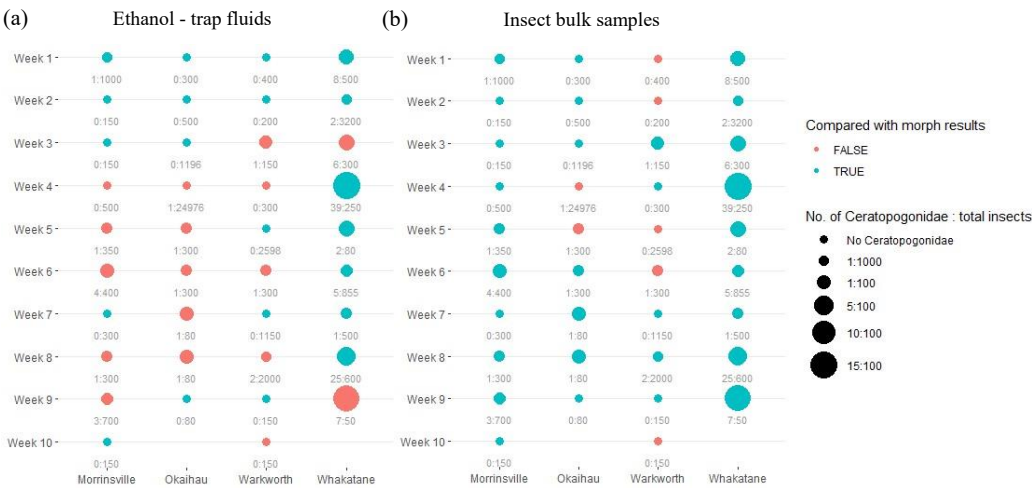 (a) Ethanol - trap fluids (b) Insect bulk samples
Week 1 Week 1
1:1000 0:300 0:400 8:500 1:1000 0:300 0:400 8:500
Week 2 Week 2
0:150 0:500 0:200 2:3200 0:150 0:500 0:200 2:3200
Week 3 Week 3
0:150 0:1196 1:150 6:300 0:150 0:1196 1:150 6:300
Week 4 Week 4
0:500 1:24976 0:300 39:250 0:500 1:24976 0:300 39:250
Week 5 Week 5
1:350 1:300 0:2598 2:80 1:350 1:300 0:2598 2:80
Week 6 Week 6
4:400 1:300 1:300 5:855 4:400 1:300 1:300 5:855
Week 7 Week 7
0:300 1:80 0:1150 1:500 0:300 1:80 0:1150 1:500
Week 8 Week 8
1:300 1:80 2:2000 25:600 1:300 1:80 2:2000 25:600
Week 9 Week 9
3:700 0:80 0:150 7:50 3:700 0:80 0:150 7:50
Week 10 Week 10
0:150 0:150 0:150 0:150
Morrinsville Okaihau Warkworth Whakatane Morrinsville Okaihau Warkworth Whakatane
Compared with morph results
FALSE
TRUE
No. of Ceratopogonidae : total insects
No Ceratopogonidae
1:1000
1:100
5:100
10:100
15:100